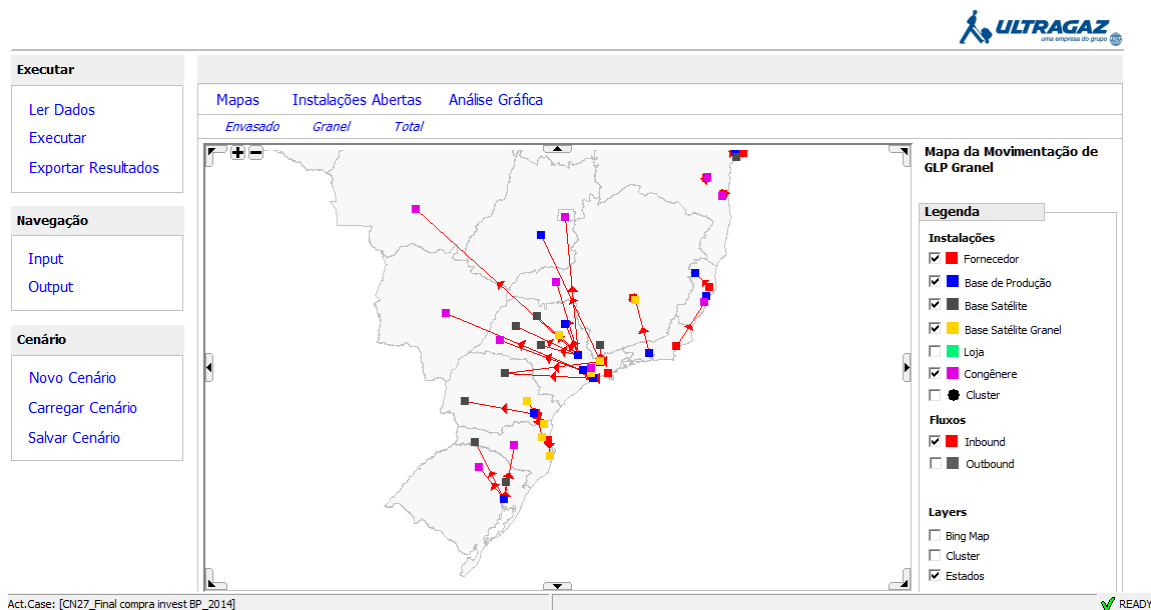 ULTRAGAZ
uma empresa do grupo
Executar
Ler Dados
Executar
Exportar Resultados
Navegação
Input
Output
Cenário
Novo Cenário
Carregar Cenário
Salvar Cenário
Mapas Instalações Abertas Análise Gráfica
Envasado Granel Total
Mapa da Movimentação de
GLP Granel
Legenda
Instalações
Fornecedor
Base de Produção
Base Satélite
Base Satélite Granel
Loja
Congênere
Cluster
Fluxos
Inbound
Outbound
Layers
Bing Map
Cluster
Estados
Act.Case: [CN27_Final compra invest BP_2014]
READY